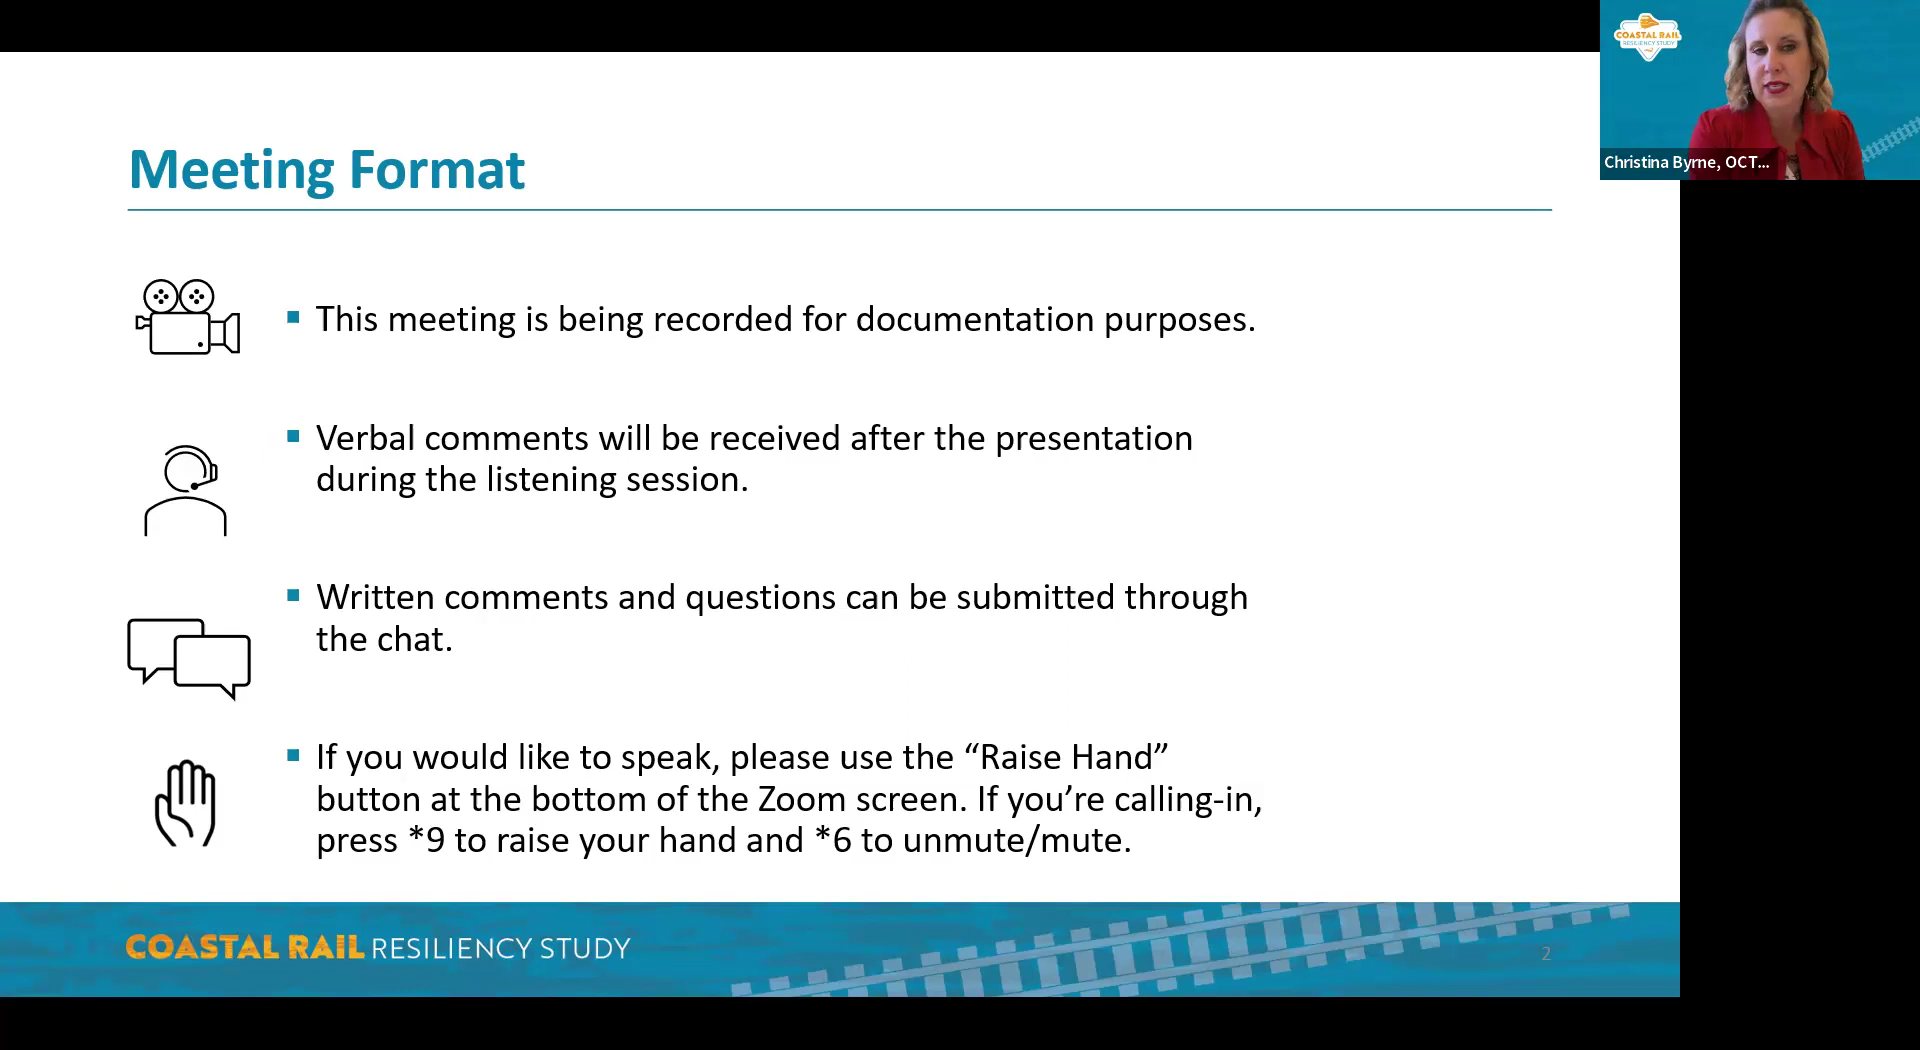 COASTAL RAIL
RESILIENCY STUDY
Christina Byrne, OCT...
Meeting Format
▪ This meeting is being recorded for documentation purposes.
▪ Verbal comments will be received after the presentation
during the listening session.
▪ Written comments and questions can be submitted through
the chat.
▪ If you would like to speak, please use the “Raise Hand”
button at the bottom of the Zoom screen. If you’re calling-in,
press *9 to raise your hand and *6 to unmute/mute.
COASTAL RAIL RESILIENCY STUDY
2